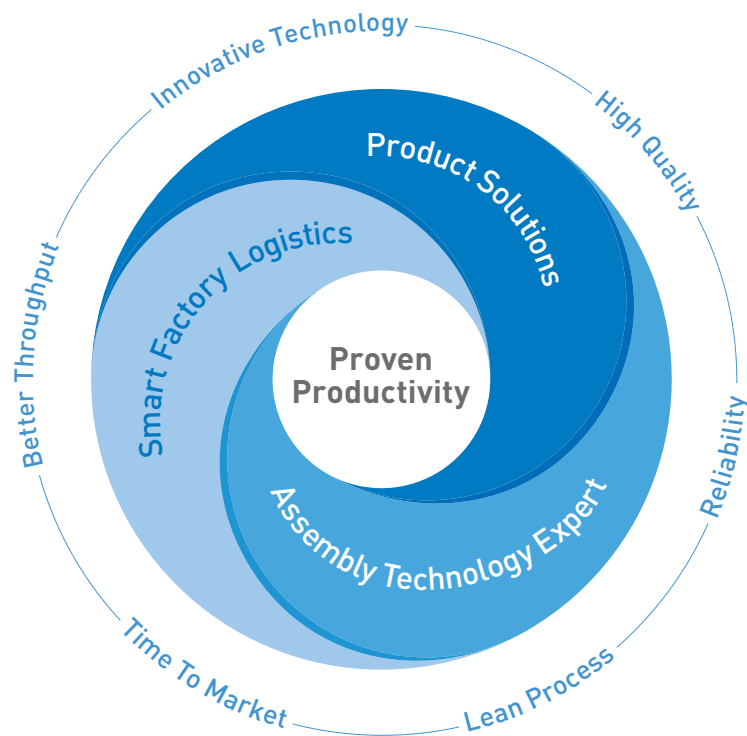 Innovative Technology
High Quality
Reliability
Lean Process
Time To Market
Better Throughput
Product Solutions
Assembly Technology Expert
Smart Factory Logistics
Proven
Productivity